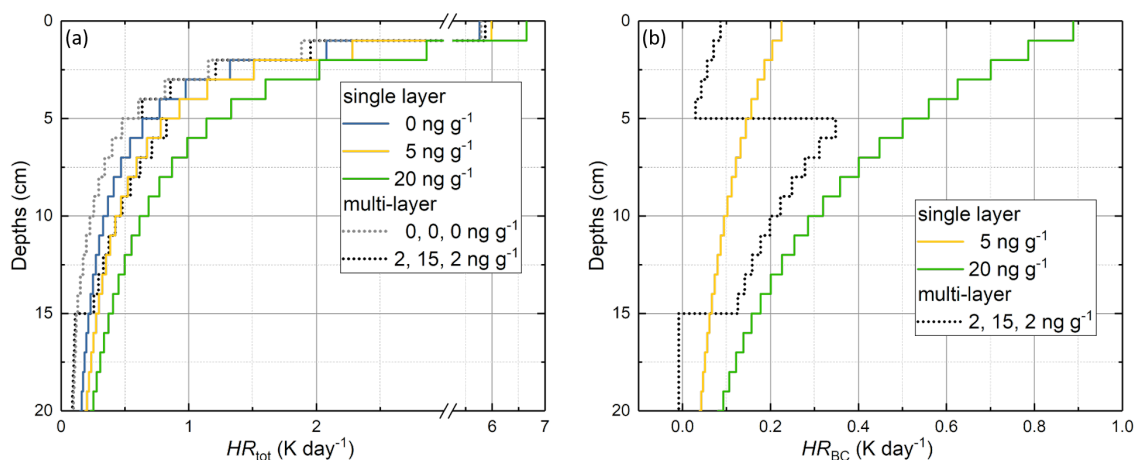 (a)
0
5
10
15
20
Depths (cm)
0
1
2
6
7
HRtot (K day⁻¹)
single layer
0 ng g⁻¹
5 ng g⁻¹
20 ng g⁻¹
multi-layer
0, 0, 0 ng g⁻¹
2, 15, 2 ng g⁻¹
(b)
0
5
10
15
20
Depths (cm)
0.0
0.2
0.4
0.6
0.8
1.0
HRBC (K day⁻¹)
single layer
5 ng g⁻¹
20 ng g⁻¹
multi-layer
2, 15, 2 ng g⁻¹